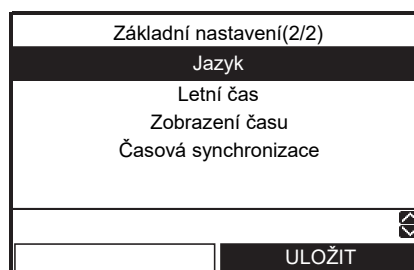 Základní nastavení(2/2)
Jazyk
Letní čas
Zobrazení času
Časová synchronizace
ULOŽIT